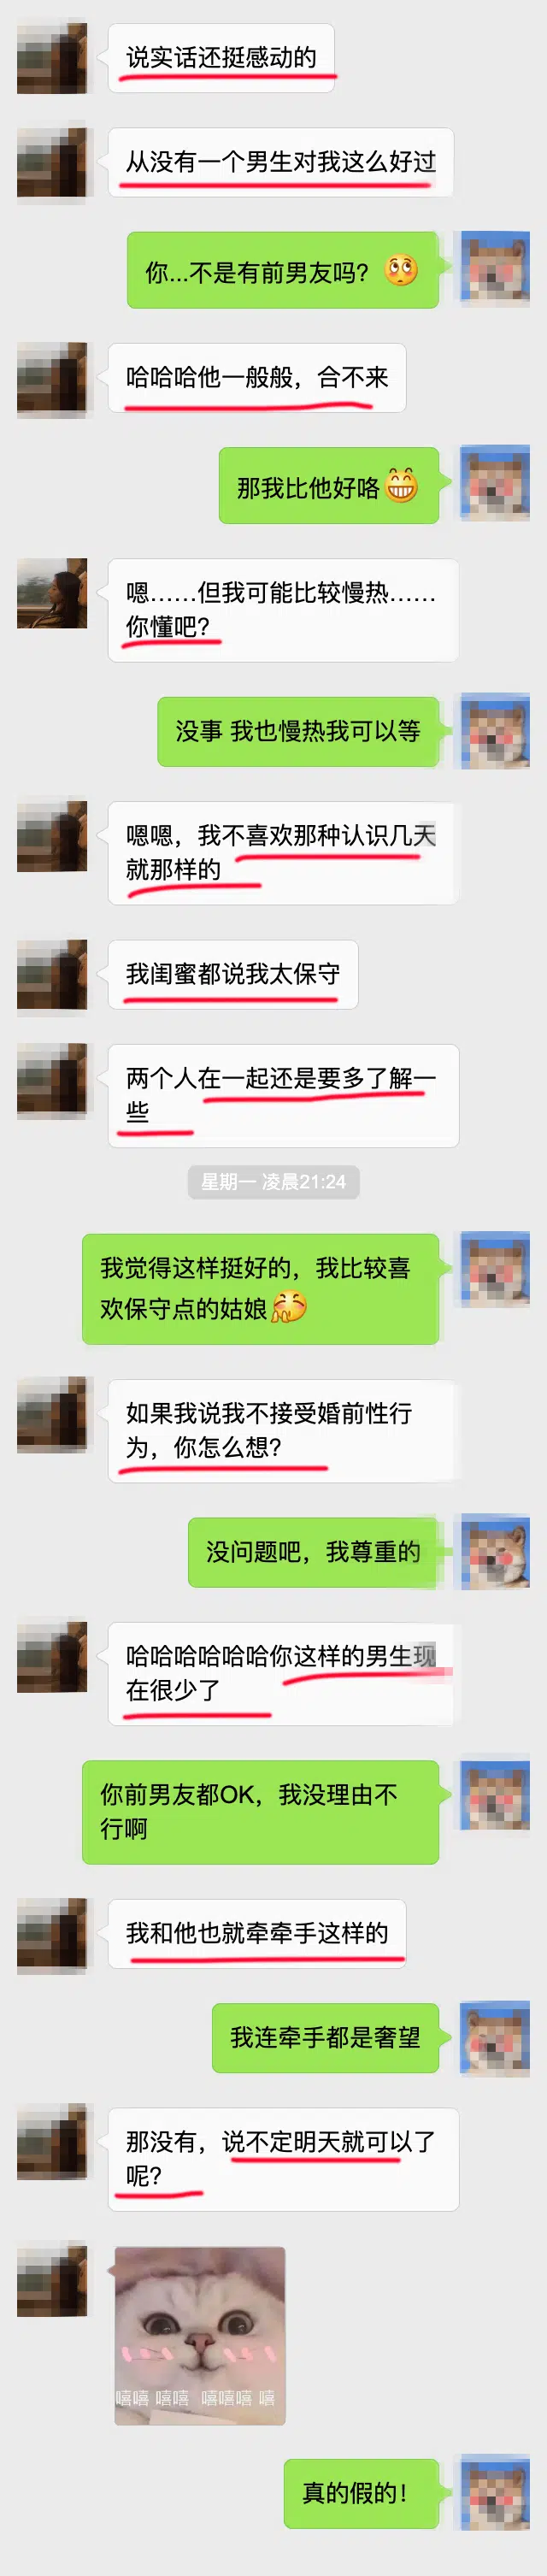 说实话还挺感动的
从没有一个男生对我这么好过
你...不是有前男友吗?
哈哈哈他一般般，合不来
那我比他好咯
嗯……但我可能比较慢热……
你懂吧?
没事 我也慢热我可以等
嗯嗯，我不喜欢那种认识几天
就那样的
我闺蜜都说我太保守
两个人在一起还是要多了解一
些
星期一 凌晨21:24
我觉得这样挺好的，我比较喜
欢保守点的姑娘
如果我说我不接受婚前性行
为，你怎么想?
没问题吧，我尊重的
哈哈哈哈哈哈你这样的男生现
在很少了
你前男友都OK，我没理由不
行啊
我和他也就牵牵手这样的
我连牵手都是奢望
那没有，说不定明天就可以了
呢?
嘻嘻 嘻嘻 嘻嘻嘻 嘻
真的假的！